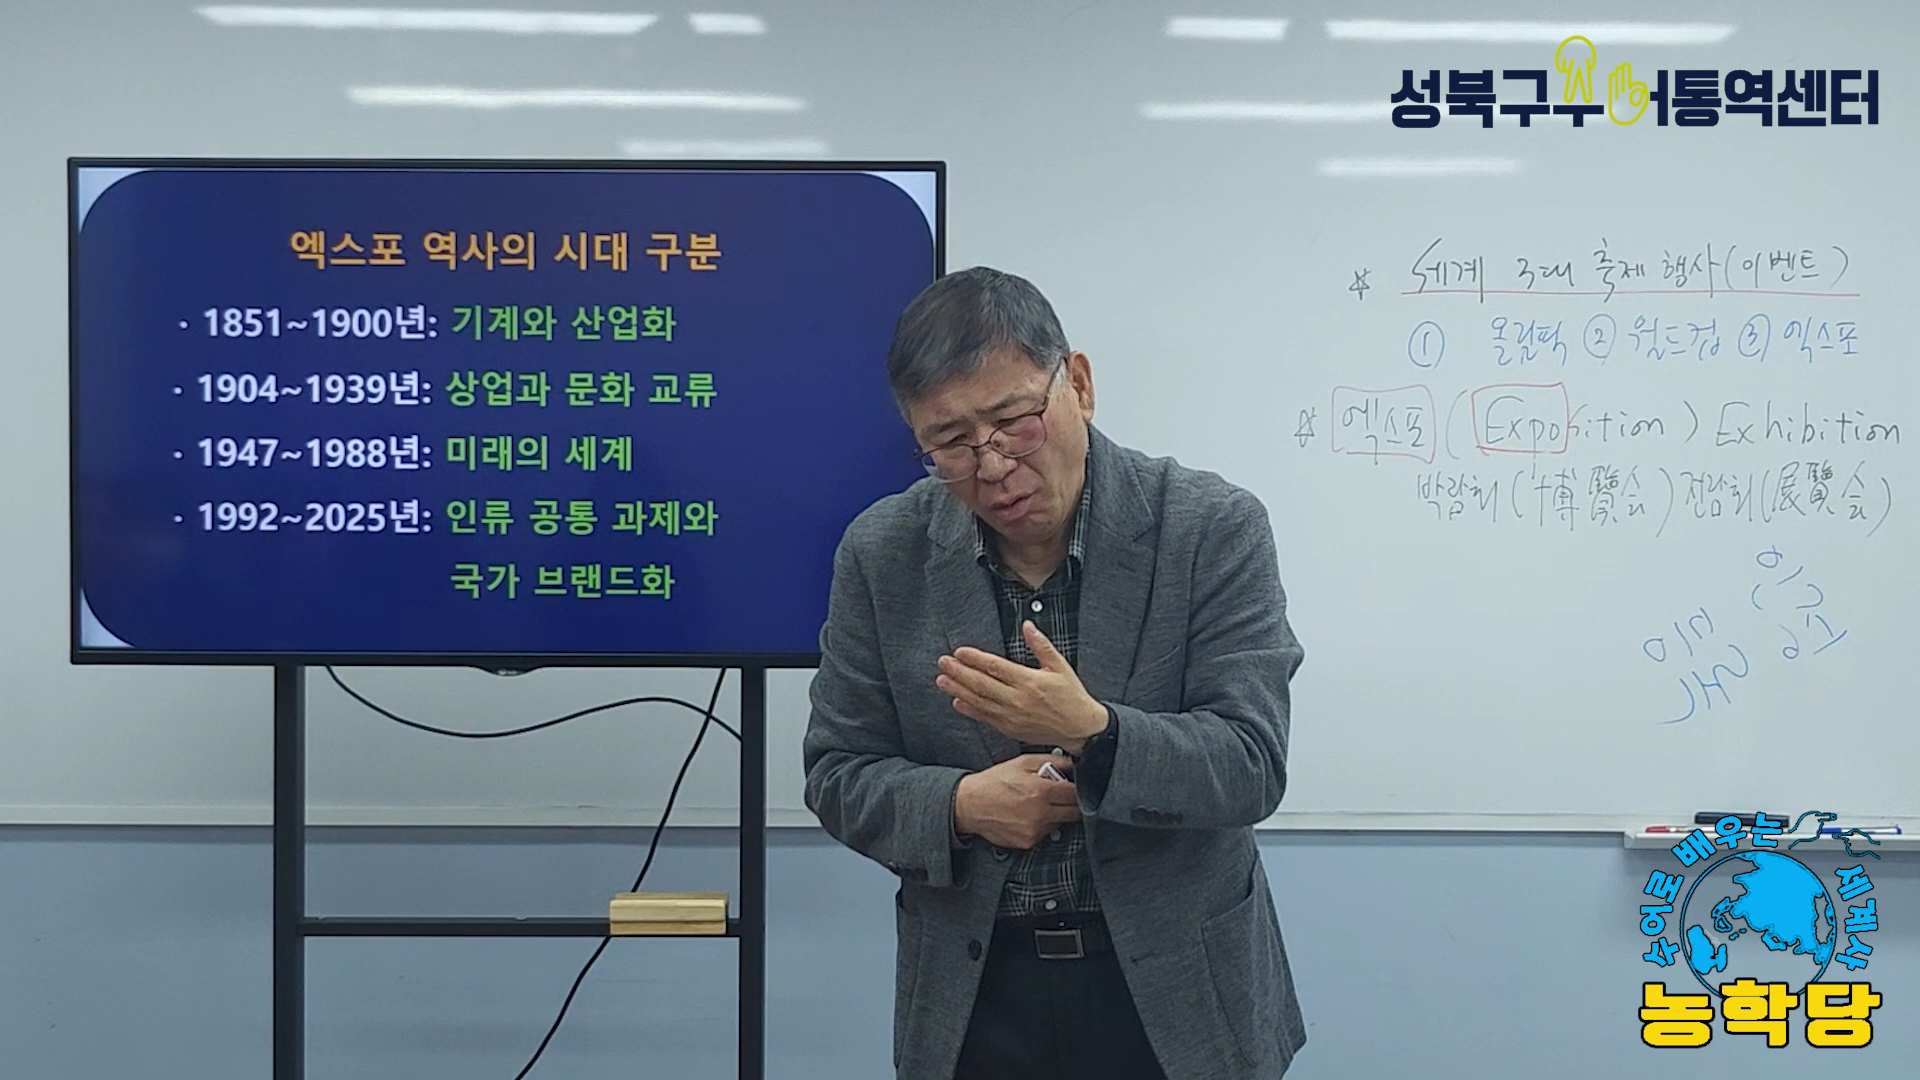 성북구수어통역센터
엑스포 역사의 시대 구분
· 1851~1900년: 기계와 산업화
· 1904~1939년: 상업과 문화 교류
· 1947~1988년: 미래의 세계
· 1992~2025년: 인류 공통 과제와
국가 브랜드화
☆ 세계 3대 축제 행사(이벤트)
① 올림픽 ② 월드컵 ③ 엑스포
☆ 엑스포 (Exposition) Exhibition
박람회(博覽会) 전람회(展覽会)
수어로 배우는 세계사
농학당